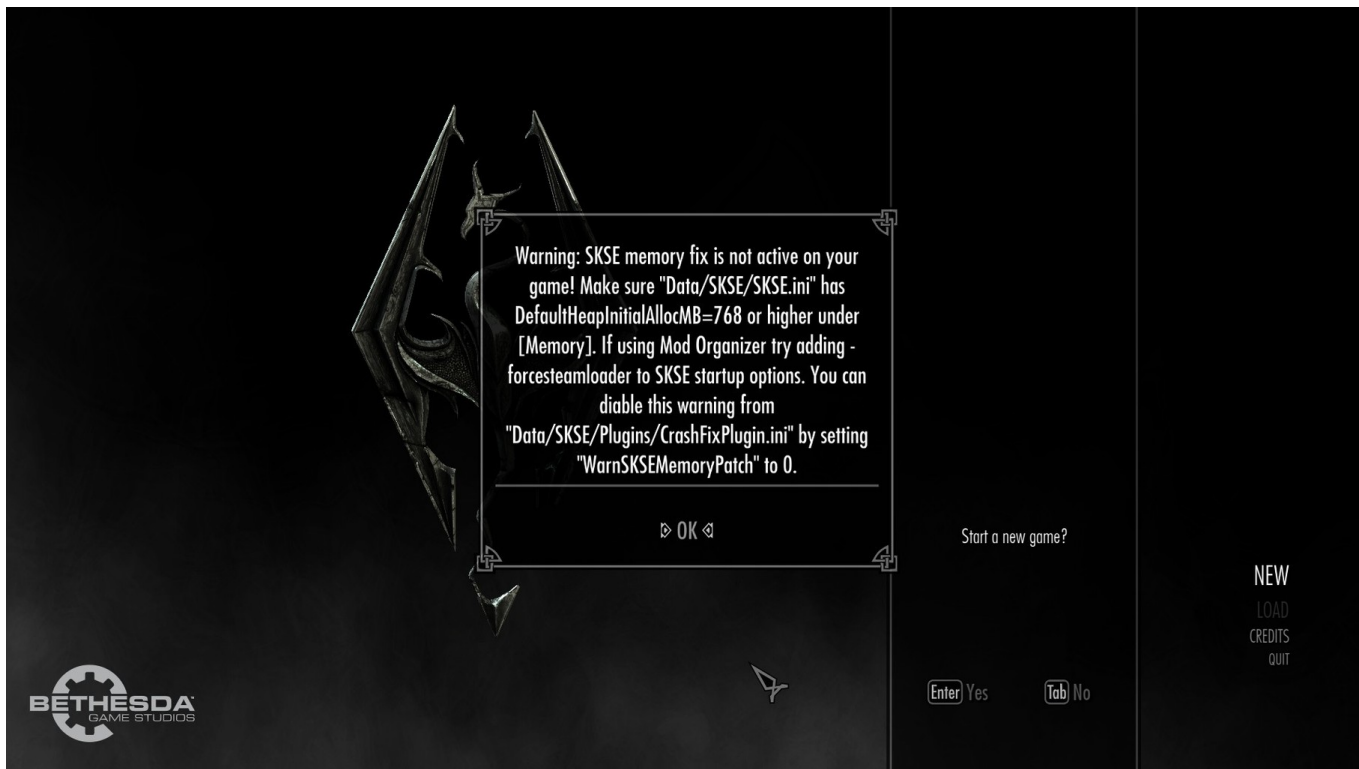 Warning: SKSE memory fix is not active on your
game! Make sure "Data/SKSE/SKSE.ini" has
DefaultHeapInitialAllocMB=768 or higher under
[Memory]. If using Mod Organizer try adding -
forcesteamloader to SKSE startup options. You can
diable this warning from
"Data/SKSE/Plugins/CrashFixPlugin.ini" by setting
"WarnSKSEMemoryPatch" to 0.
OK
Start a new game?
Enter Yes
Tab No
NEW
LOAD
CREDITS
QUIT
BETHESDA
GAME STUDIOS